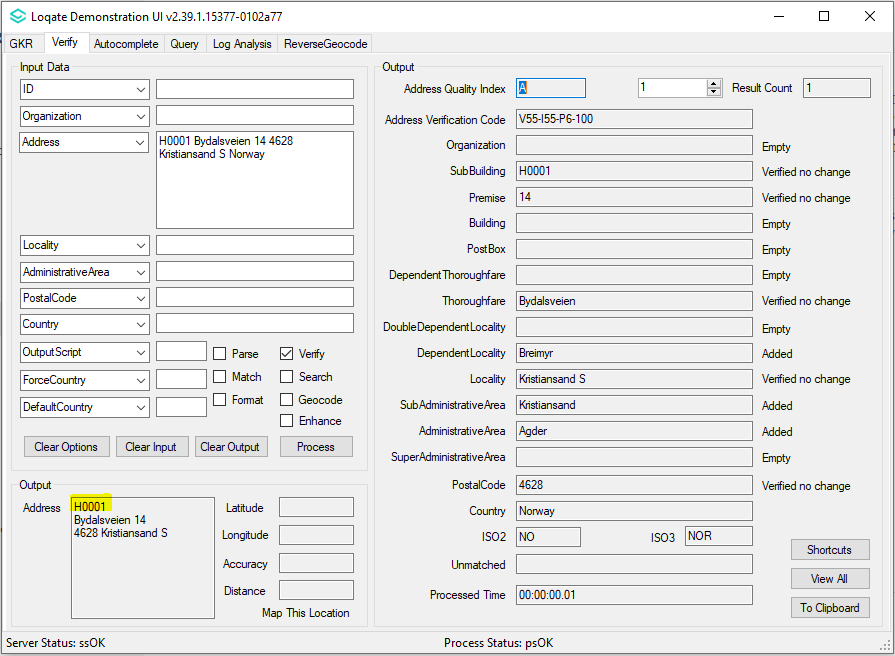 Loqate Demonstration UI v2.39.1.15377-0102a77
GKR Verify Autocomplete Query Log Analysis ReverseGeocode
Input Data
ID
Organization
Address H0001 Bydalsveien 14 4628
Kristiansand S Norway
Locality
AdministrativeArea
PostalCode
Country
OutputScript Parse Verify
ForceCountry Match Search
DefaultCountry Format Geocode
Enhance
Clear Options Clear Input Clear Output Process
Output
Address H0001
Bydalsveien 14
4628 Kristiansand S
Latitude
Longitude
Accuracy
Distance
Map This Location
Output
Address Quality Index A 1 Result Count 1
Address Verification Code V55-I55-P6-100
Organization Empty
SubBuilding H0001 Verified no change
Premise 14 Verified no change
Building Empty
PostBox Empty
DependentThoroughfare Empty
Thoroughfare Bydalsveien Verified no change
DoubleDependentLocality Empty
DependentLocality Breimyr Added
Locality Kristiansand S Verified no change
SubAdministrativeArea Kristiansand Added
AdministrativeArea Agder Added
SuperAdministrativeArea Empty
PostalCode 4628 Verified no change
Country Norway
ISO2 NO ISO3 NOR
Unmatched
Processed Time 00:00:00.01
Shortcuts
View All
To Clipboard
Server Status: ssOK Process Status: psOK